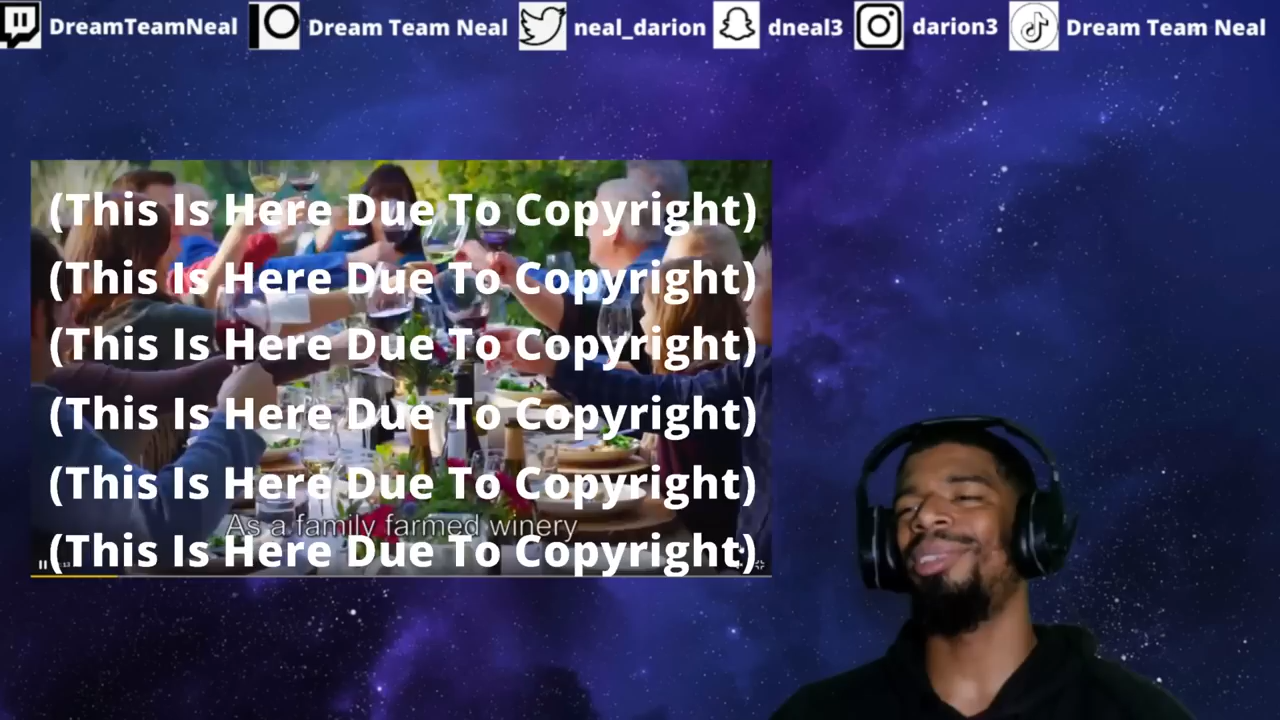 DreamTeamNeal Dream Team Neal neal_darion dneal3 darion3 Dream Team Neal
(This Is Here Due To Copyright)
(This Is Here Due To Copyright)
(This Is Here Due To Copyright)
(This Is Here Due To Copyright)
(This Is Here Due To Copyright)
As a family farmed winery
(This Is Here Due To Copyright)